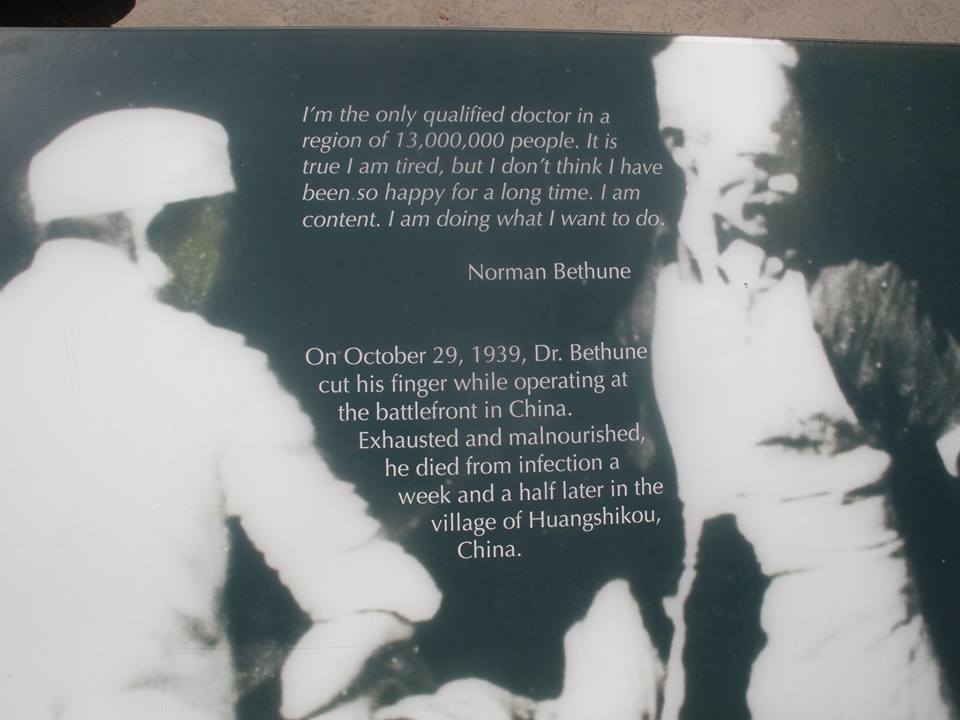 I'm the only qualified doctor in a
region of 13,000,000 people. It is
true I am tired, but I don't think I have
been so happy for a long time. I am
content. I am doing what I want to do.
Norman Bethune
On October 29, 1939, Dr. Bethune
cut his finger while operating at
the battlefront in China.
Exhausted and malnourished,
he died from infection a
week and a half later in the
village of Huangshikou,
China.